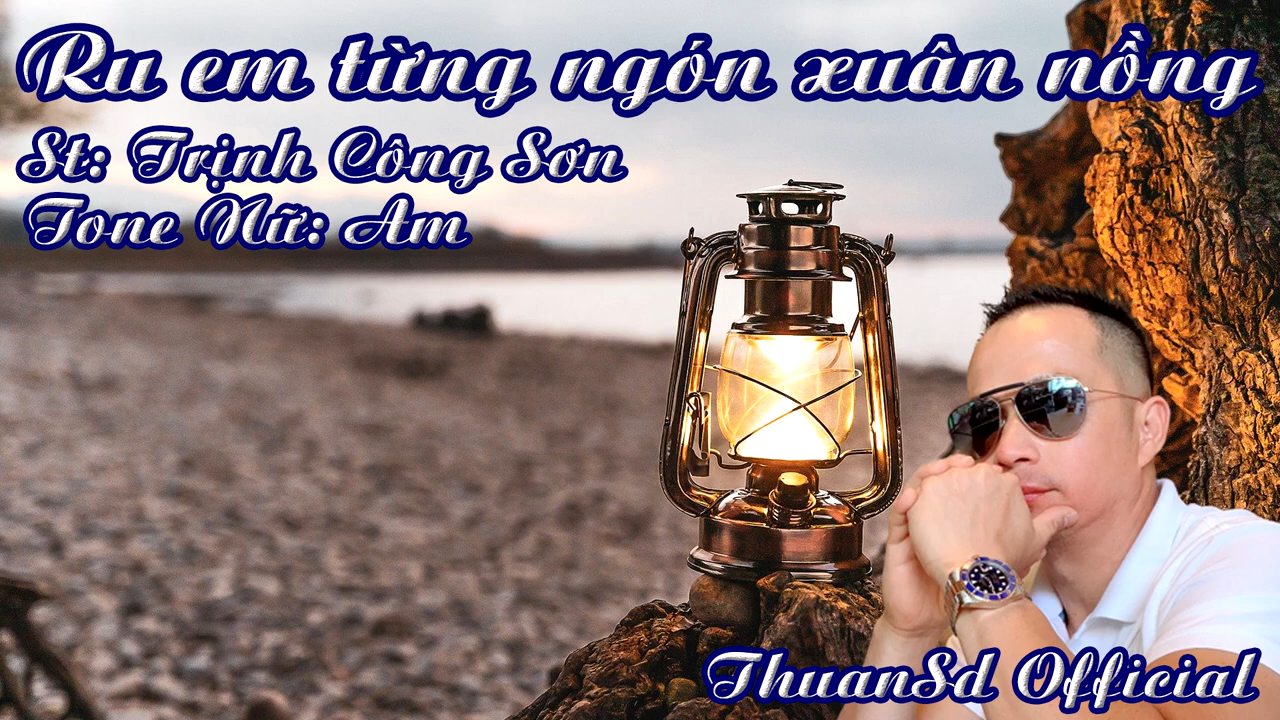 Ru em từng ngón xuân nồng
St: Trịnh Công Sơn
Tone Nữ: Am
ThuanSd Official